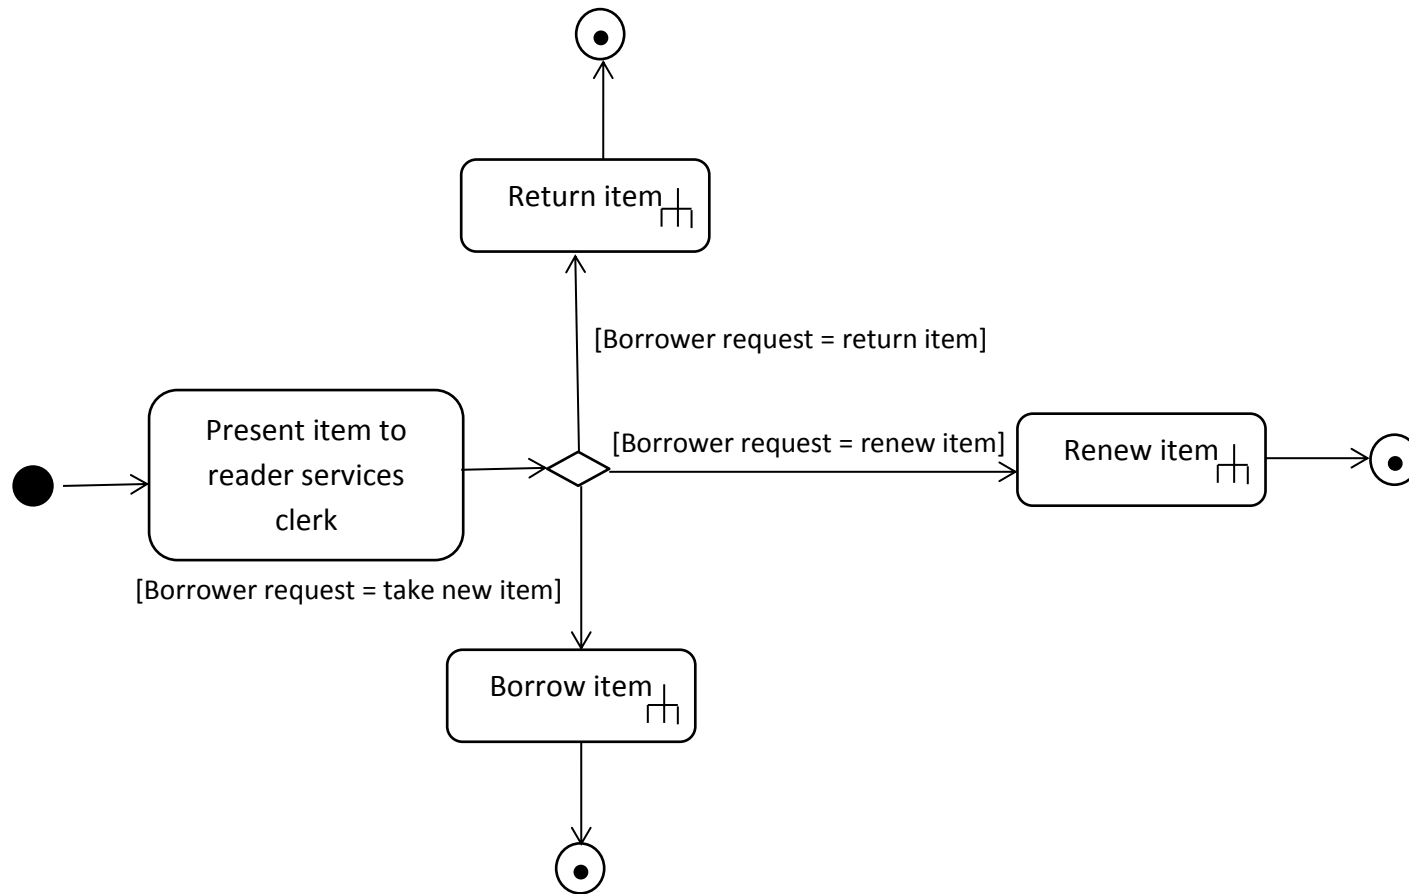 Return item
[Borrower request = return item]
Present item to
reader services
clerk
[Borrower request = renew item]
Renew item
[Borrower request = take new item]
Borrow item